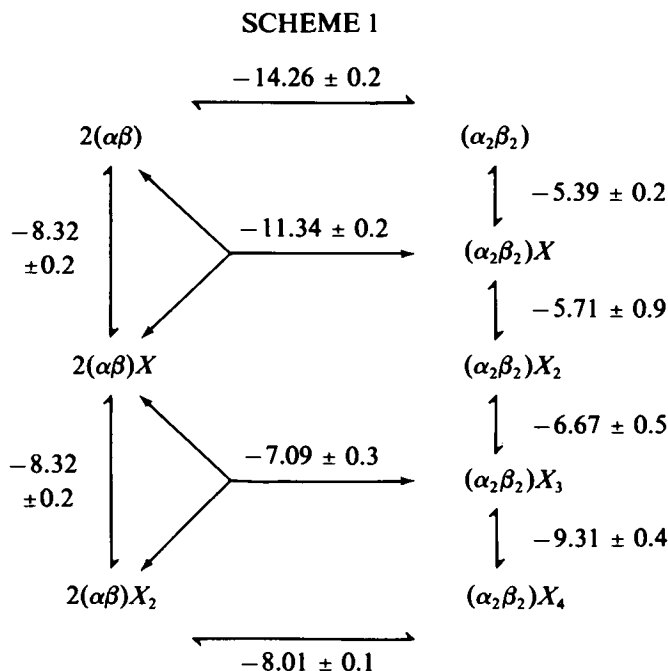 SCHEME 1
−14.26 ± 0.2
2(αβ)
(α₂β₂)
−5.39 ± 0.2
−8.32
±0.2
−11.34 ± 0.2
(α₂β₂)X
−5.71 ± 0.9
2(αβ)X
(α₂β₂)X₂
−6.67 ± 0.5
−8.32
±0.2
−7.09 ± 0.3
(α₂β₂)X₃
−9.31 ± 0.4
2(αβ)X₂
(α₂β₂)X₄
−8.01 ± 0.1